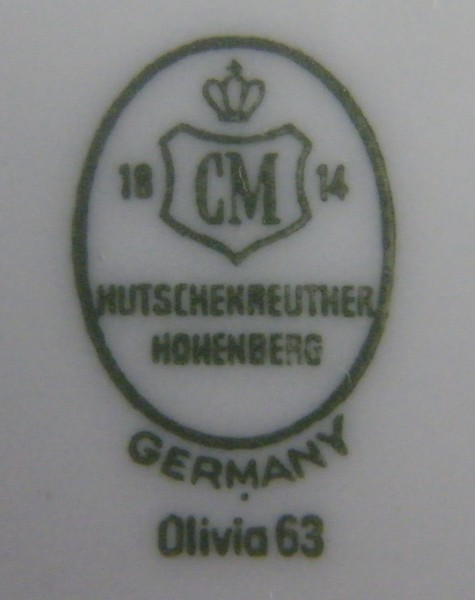 18 CM 14
HUTSCHENREUTHER
HOHENBERG
GERMANY
Olivia 63